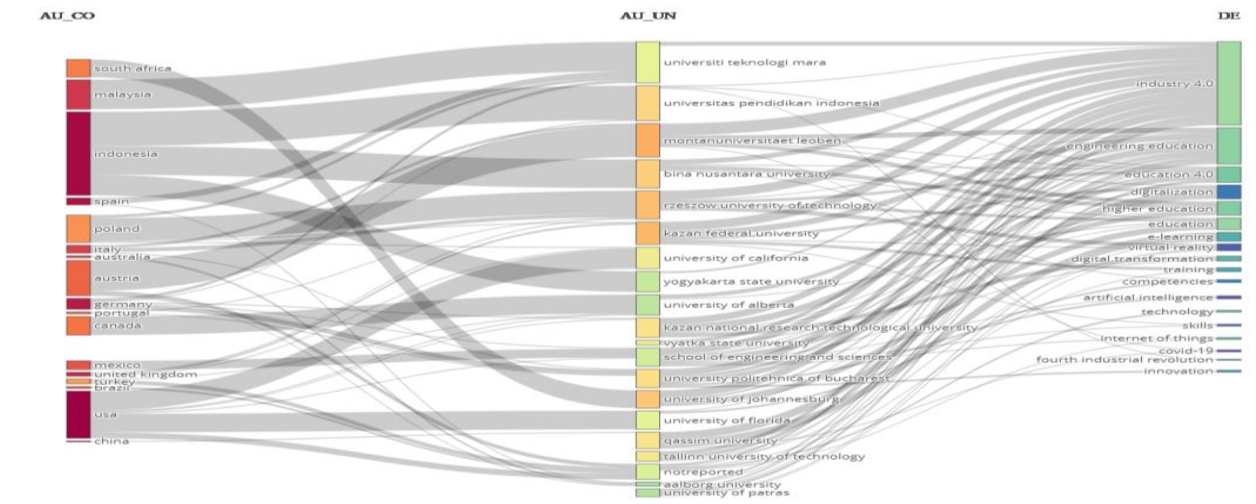 AU_CO
AU_UN
DE
south africa
malaysia
indonesia
spain
poland
italy
australia
austria
germany
portugal
canada
mexico
united kingdom
turkey
brazil
usa
china
universiti teknologi mara
universitas pendidikan indonesia
montanuniversitaet leoben
bina nusantara university
rzeszow university of technology
kazan federal university
university of california
yogyakarta state university
university of alberta
kazan national research technological university
vyatka state university
school of engineering and sciences
university politehnica of bucharest
university of johannesburg
university of florida
qassim university
tallinn university of technology
notreported
aalborg university
university of patras
industry 4.0
engineering education
education 4.0
digitalization
higher education
education
e-learning
virtual reality
digital transformation
training
competencies
artificial intelligence
technology
skills
internet of things
covid-19
fourth industrial revolution
innovation